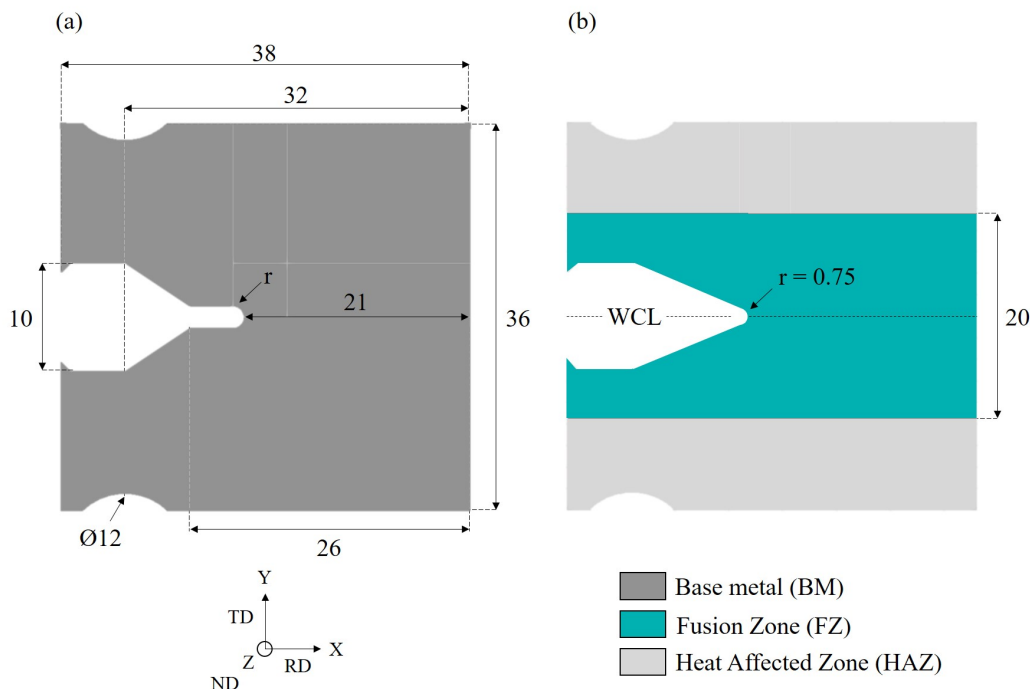 (a)
(b)
38
32
r
r = 0.75
10
21
WCL
36
20
Ø12
26
Y
TD
Z
X
RD
ND
Base metal (BM)
Fusion Zone (FZ)
Heat Affected Zone (HAZ)